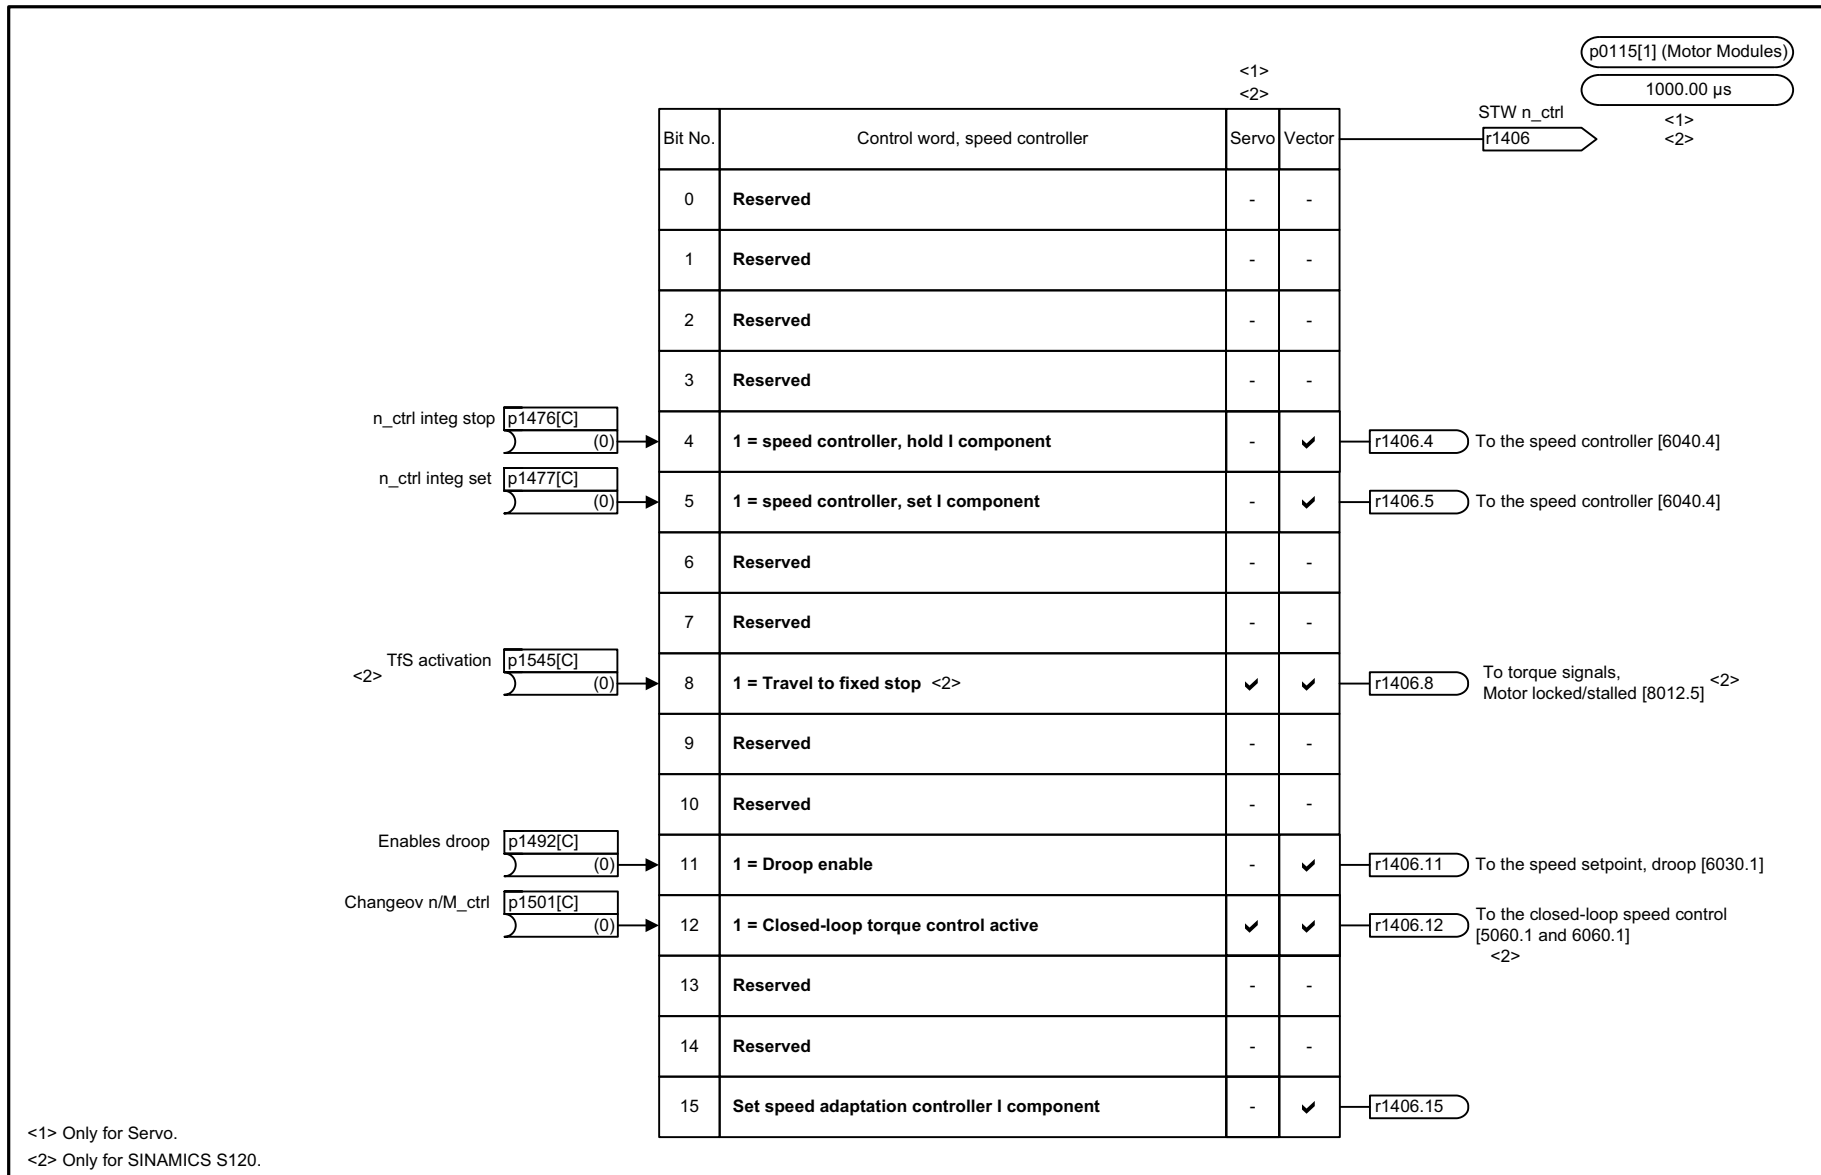 p0115[1] (Motor Modules)
1000.00 µs
<1>
<2>
<1>
<2>
STW n_ctrl
r1406
Bit No. Control word, speed controller Servo Vector
0 Reserved - -
1 Reserved - -
2 Reserved - -
3 Reserved - -
n_ctrl integ stop p1476[C]
(0) 4 1 = speed controller, hold I component - ✔ r1406.4 To the speed controller [6040.4]
n_ctrl integ set p1477[C]
(0) 5 1 = speed controller, set I component - ✔ r1406.5 To the speed controller [6040.4]
6 Reserved - -
7 Reserved - -
TfS activation p1545[C]
<2> (0) 8 1 = Travel to fixed stop <2> ✔ ✔ r1406.8 To torque signals,
Motor locked/stalled [8012.5] <2>
9 Reserved - -
10 Reserved - -
Enables droop p1492[C]
(0) 11 1 = Droop enable - ✔ r1406.11 To the speed setpoint, droop [6030.1]
Changeov n/M_ctrl p1501[C]
(0) 12 1 = Closed-loop torque control active ✔ ✔ r1406.12 To the closed-loop speed control
[5060.1 and 6060.1]
<2>
13 Reserved - -
14 Reserved - -
15 Set speed adaptation controller I component - ✔ r1406.15
<1> Only for Servo.
<2> Only for SINAMICS S120.